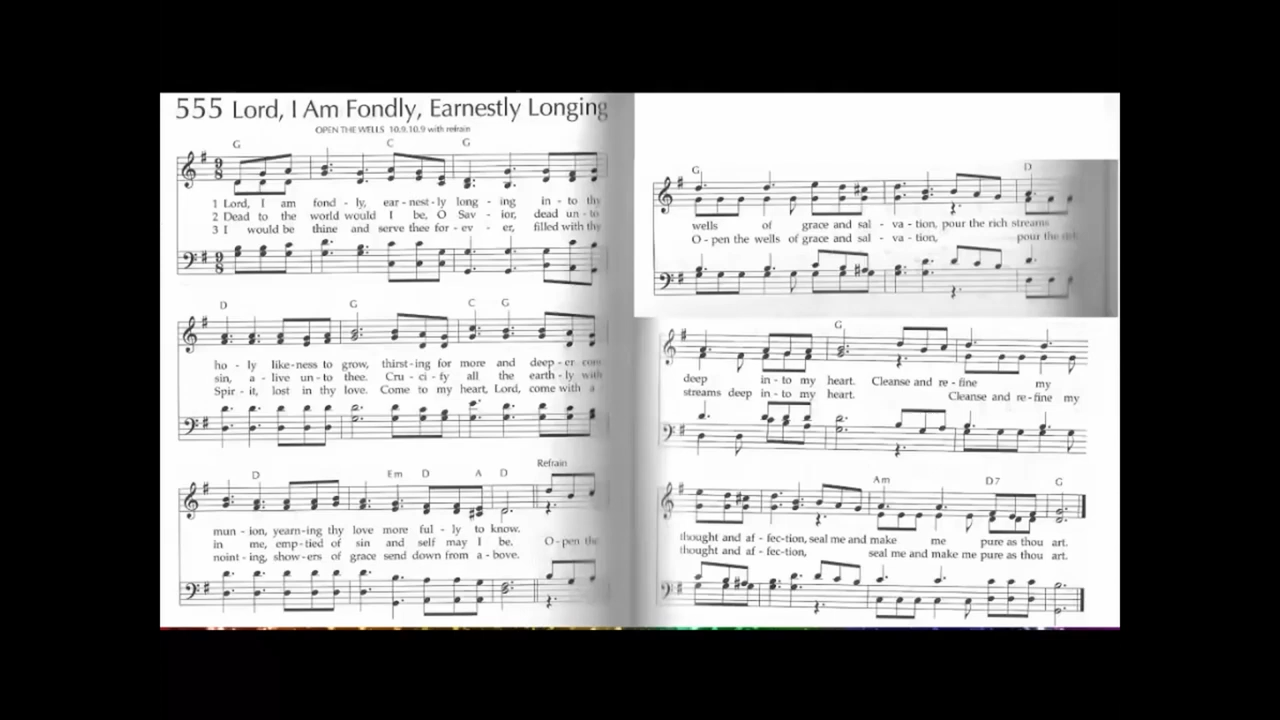 555 Lord, I Am Fondly, Earnestly Longing
OPEN THE WELLS 10.9.10.9 with refrain
G C G
1 Lord, I am fond - ly, ear - nest - ly long - ing in - to thy
2 Dead to the world would I be, O Sav - ior, dead un - to
3 I would be thine and serve thee for - ev - er, filled with thy
D G C G
ho - ly like - ness to grow, thirst - ing for more and deep - er com
sin, a - live un - to thee. Cru - ci - fy all the earth - ly with
Spir - it, lost in thy love. Come to my heart, Lord, come with a
D Em D A D Refrain
mun - ion, yearn - ing thy love more ful - ly to know.
in me, emp - tied of sin and self may I be. O - pen the
noint - ing, show - ers of grace send down from a - bove.
G D
wells of grace and sal - va - tion, pour the rich streams
O - pen the wells of grace and sal - va - tion, pour the rich
G
deep in - to my heart. Cleanse and re - fine my
streams deep in - to my heart. Cleanse and re - fine my
Am D7 G
thought and af - fec - tion, seal me and make me pure as thou art.
thought and af - fec - tion, seal me and make me pure as thou art.